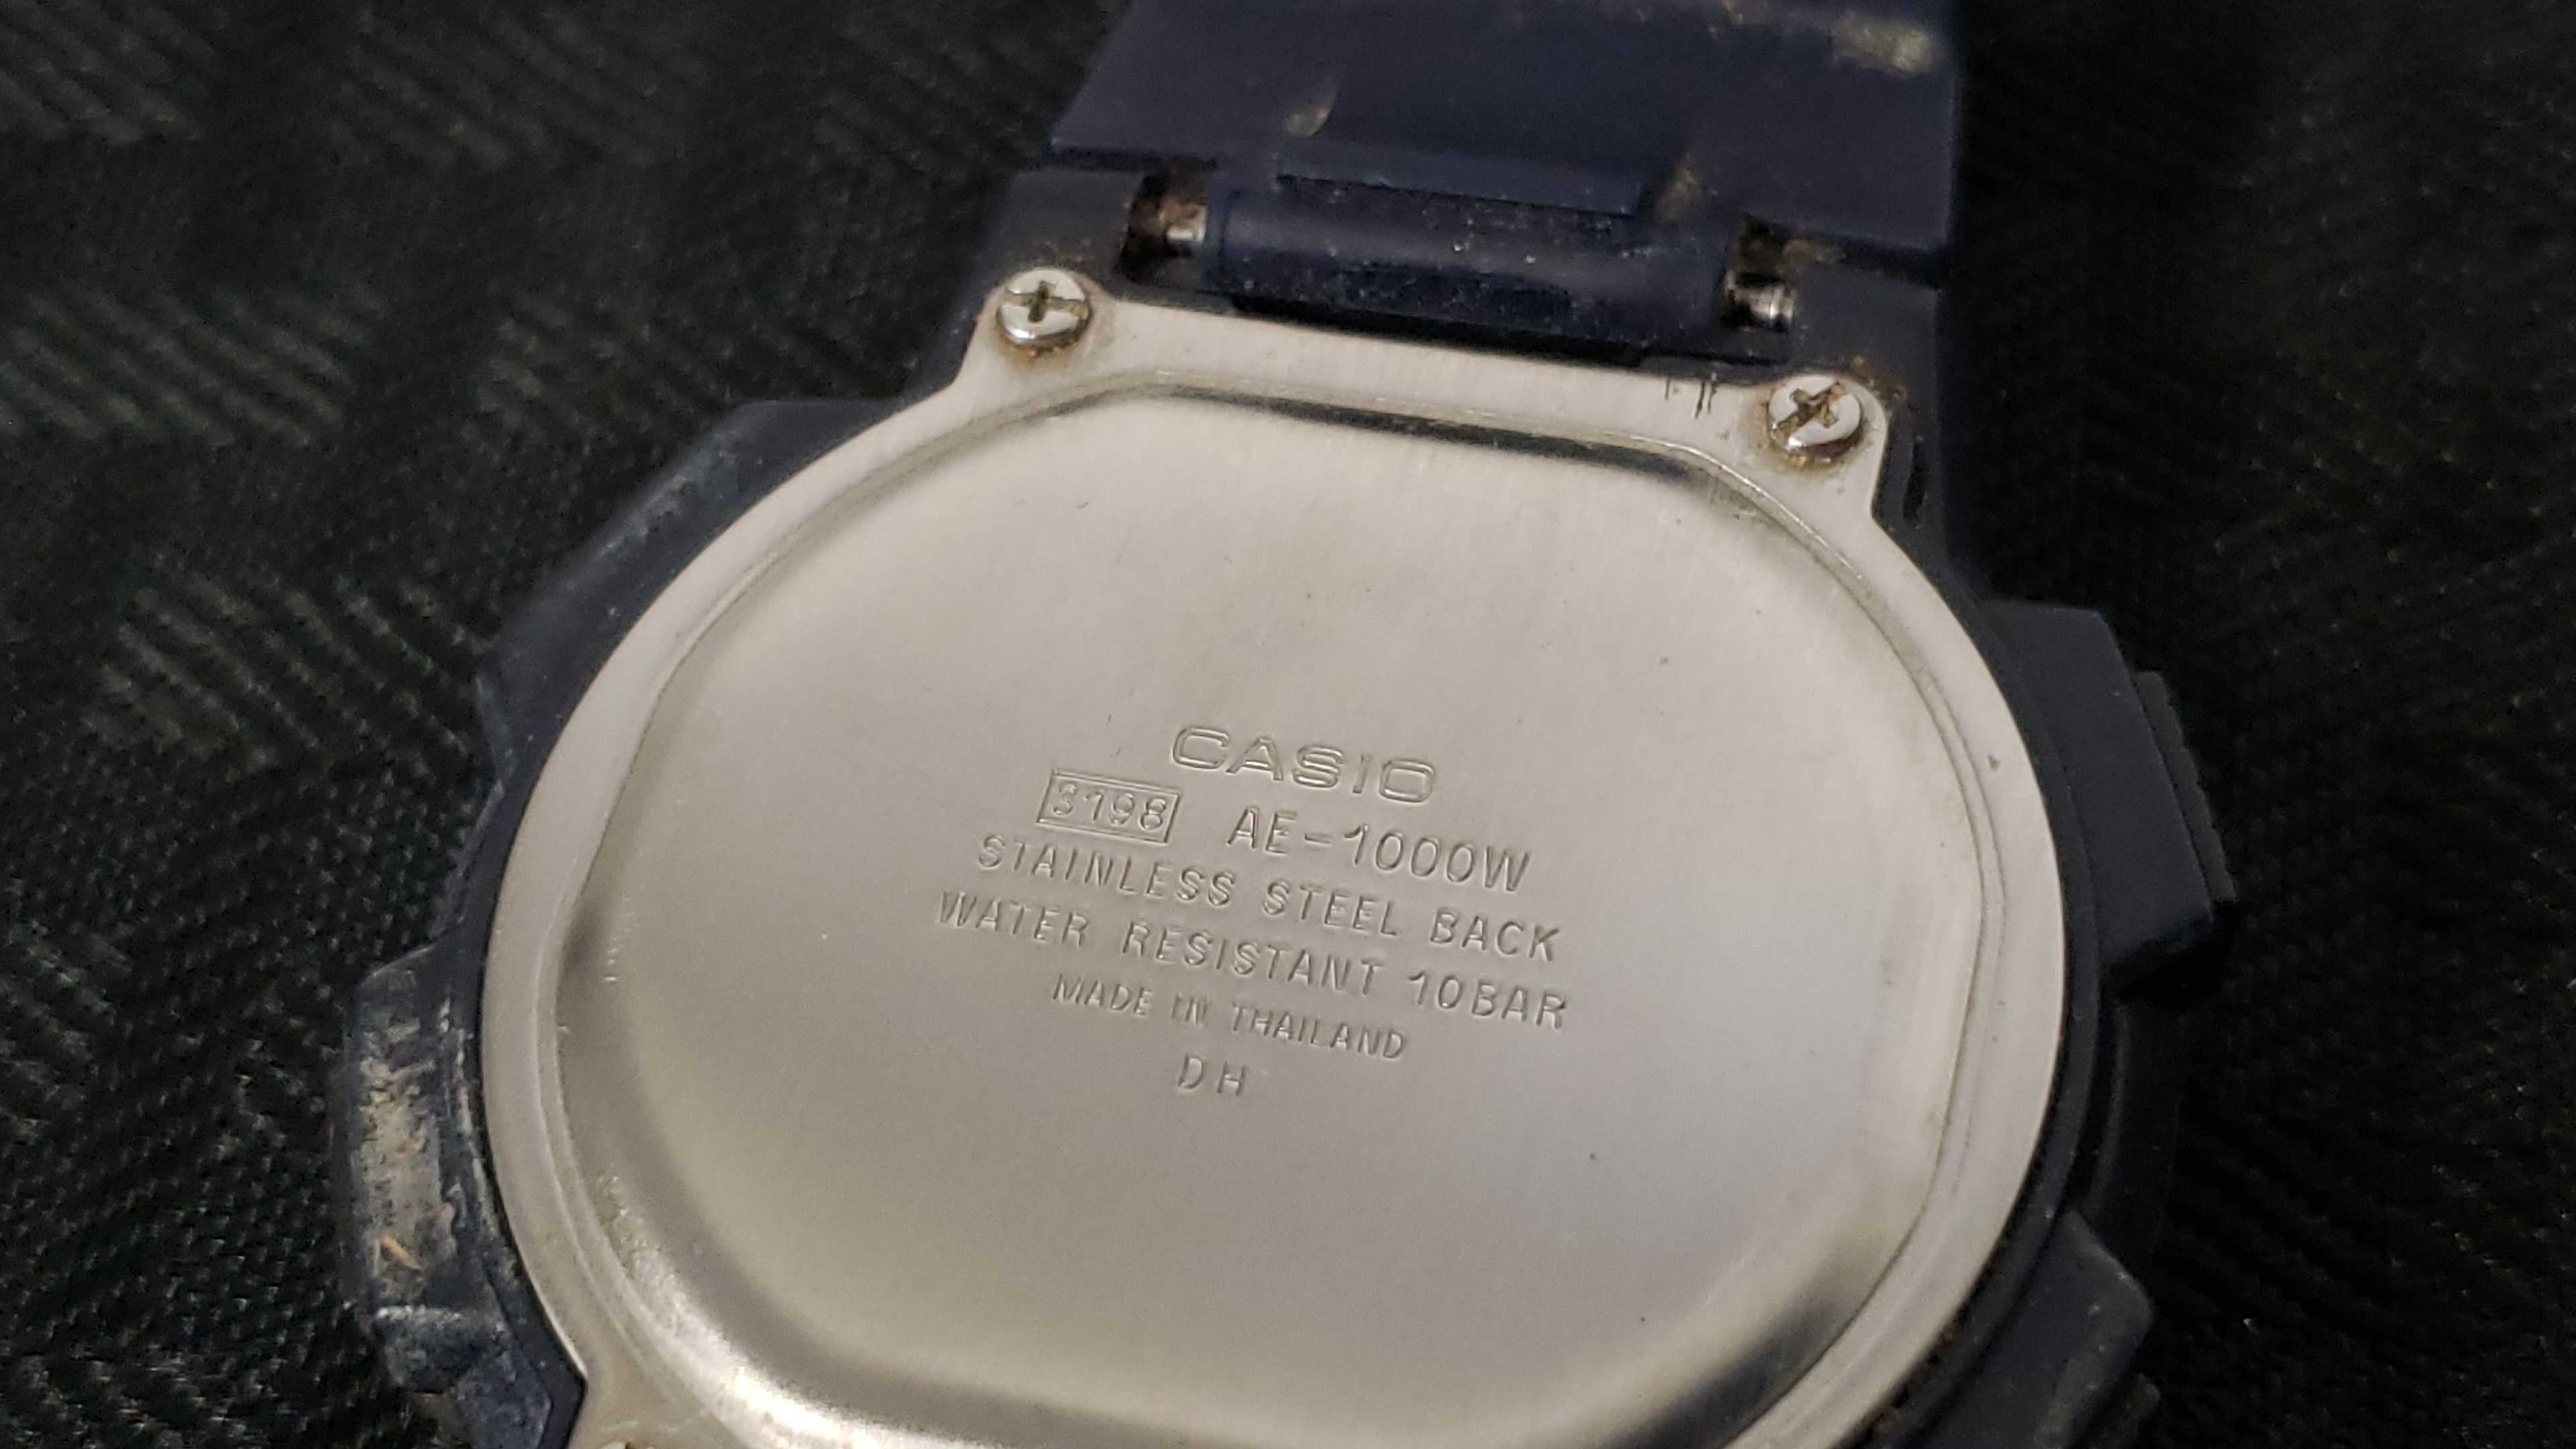 CASIO
3198 AE-1000W
STAINLESS STEEL BACK
WATER RESISTANT 10BAR
MADE IN THAILAND
DH